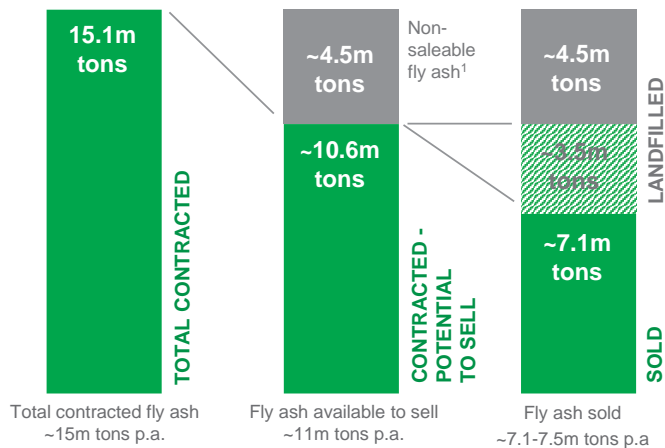 15.1m
tons
TOTAL CONTRACTED
Total contracted fly ash
~15m tons p.a.
~4.5m
tons
Non-
saleable
fly ash1
~10.6m
tons
CONTRACTED -
POTENTIAL
TO SELL
Fly ash available to sell
~11m tons p.a.
~4.5m
tons
~3.5m
tons
LANDFILLED
~7.1m
tons
SOLD
Fly ash sold
~7.1-7.5m tons p.a